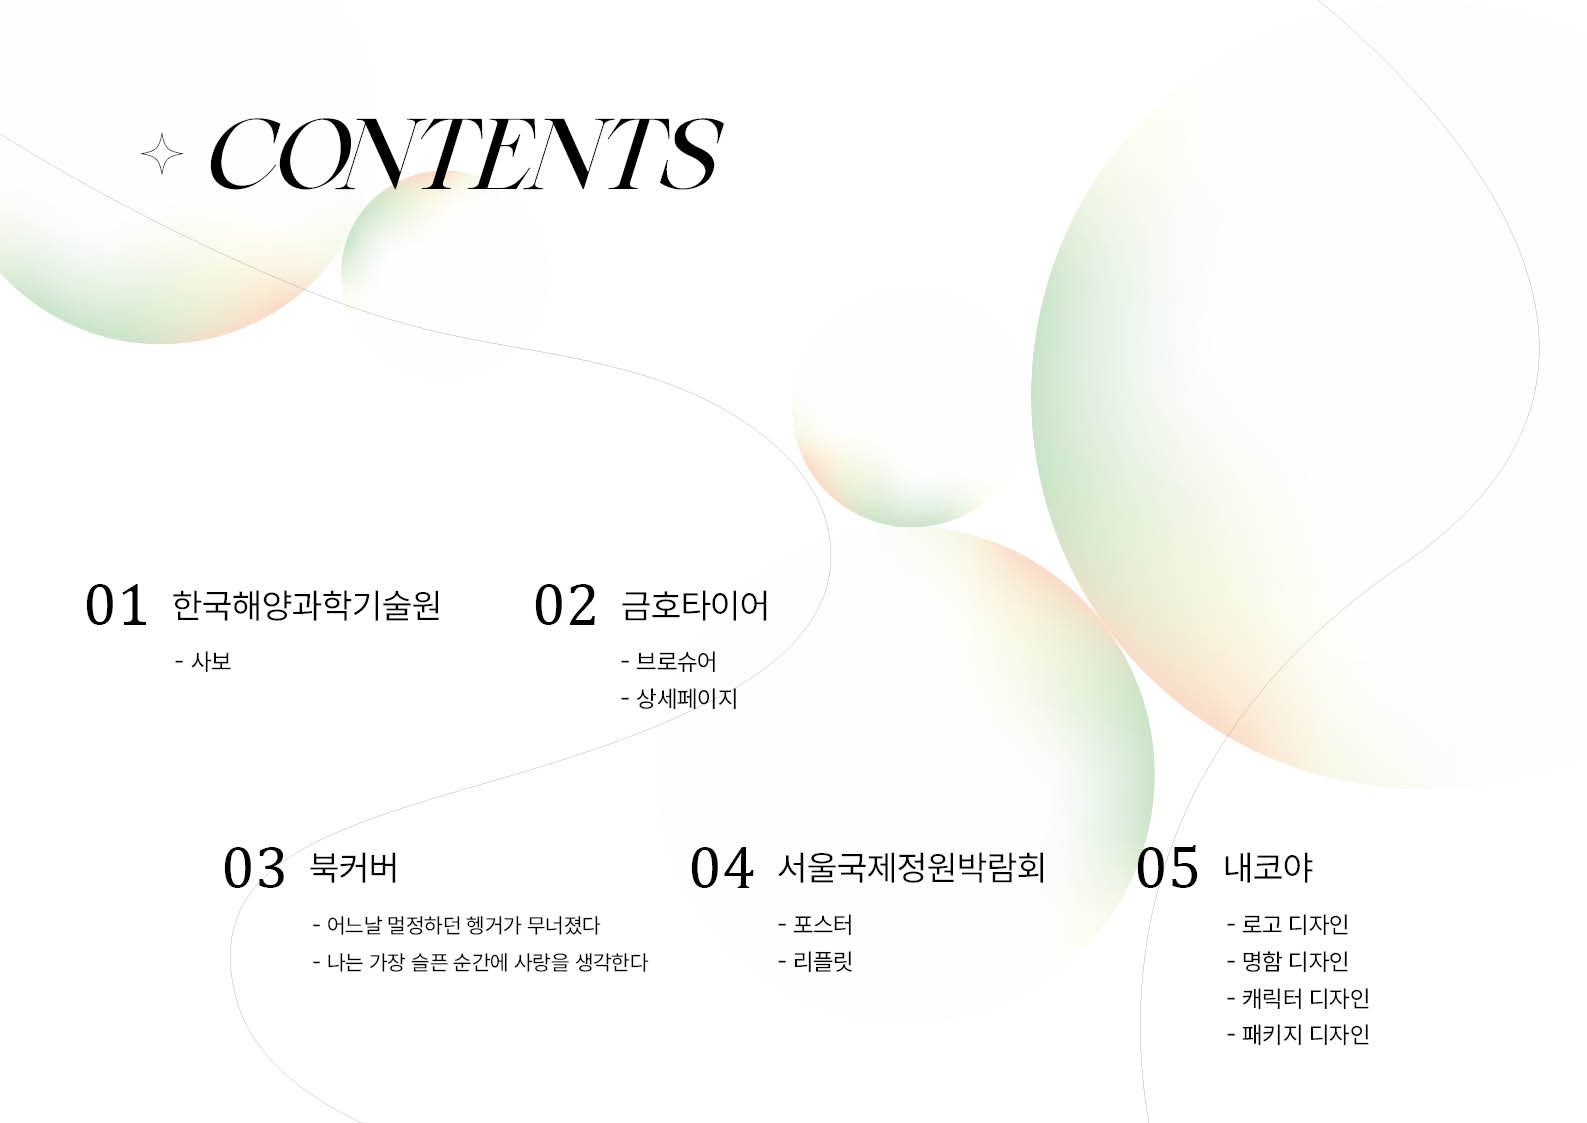 CONTENTS
01 한국해양과학기술원
- 사보
02 금호타이어
- 브로슈어
- 상세페이지
03 북커버
- 어느날 멀정하던 헹거가 무너졌다
- 나는 가장 슬픈 순간에 사랑을 생각한다
04 서울국제정원박람회
- 포스터
- 리플릿
05 내코야
- 로고 디자인
- 명함 디자인
- 캐릭터 디자인
- 패키지 디자인